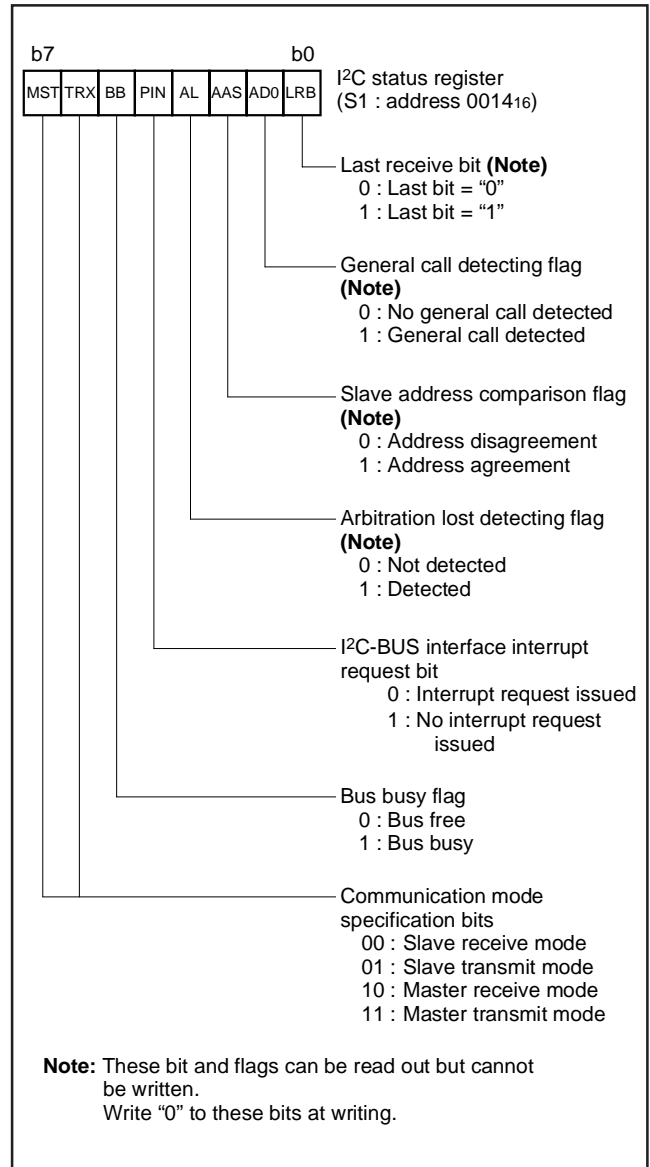 b7 b0
MST TRX BB PIN AL AAS AD0 LRB
I2C status register
(S1 : address 001416)
Last receive bit (Note)
0 : Last bit = “0”
1 : Last bit = “1”
General call detecting flag
(Note)
0 : No general call detected
1 : General call detected
Slave address comparison flag
(Note)
0 : Address disagreement
1 : Address agreement
Arbitration lost detecting flag
(Note)
0 : Not detected
1 : Detected
I2C-BUS interface interrupt
request bit
0 : Interrupt request issued
1 : No interrupt request
issued
Bus busy flag
0 : Bus free
1 : Bus busy
Communication mode
specification bits
00 : Slave receive mode
01 : Slave transmit mode
10 : Master receive mode
11 : Master transmit mode
Note: These bit and flags can be read out but cannot
be written.
Write “0” to these bits at writing.